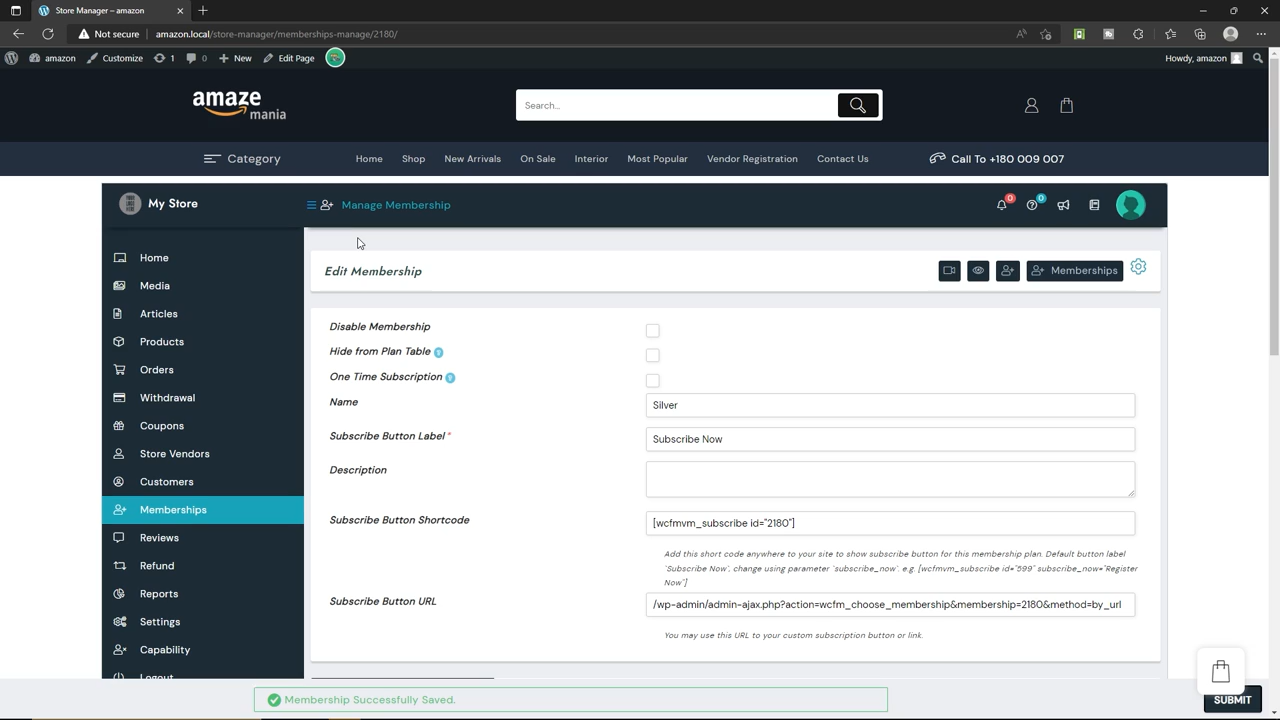 Store Manager – amazon
Not secure
amazon.local/store-manager/memberships-manage/2180/
amazon
Customize
1
0
New
Edit Page
Howdy, amazon
amaze
mania
Search...
Category
Home
Shop
New Arrivals
On Sale
Interior
Most Popular
Vendor Registration
Contact Us
Call To +180 009 007
My Store
Manage Membership
0
0
Home
Media
Articles
Products
Orders
Withdrawal
Coupons
Store Vendors
Customers
Memberships
Reviews
Refund
Reports
Settings
Capability
Logout
Edit Membership
Memberships
Disable Membership
Hide from Plan Table
One Time Subscription
Name
Silver
Subscribe Button Label*
Subscribe Now
Description
Subscribe Button Shortcode
[wcfmvm_subscribe id="2180"]
Add this short code anywhere to your site to show subscribe button for this membership plan. Default button label
`Subscribe Now`, change using parameter `subscribe_now`. e.g. [wcfmvm_subscribe id="599" subscribe_now="Register
Now"]
Subscribe Button URL
/wp-admin/admin-ajax.php?action=wcfm_choose_membership&membership=2180&method=by_url
You may use this URL to your custom subscription button or link.
Membership Successfully Saved.
SUBMIT